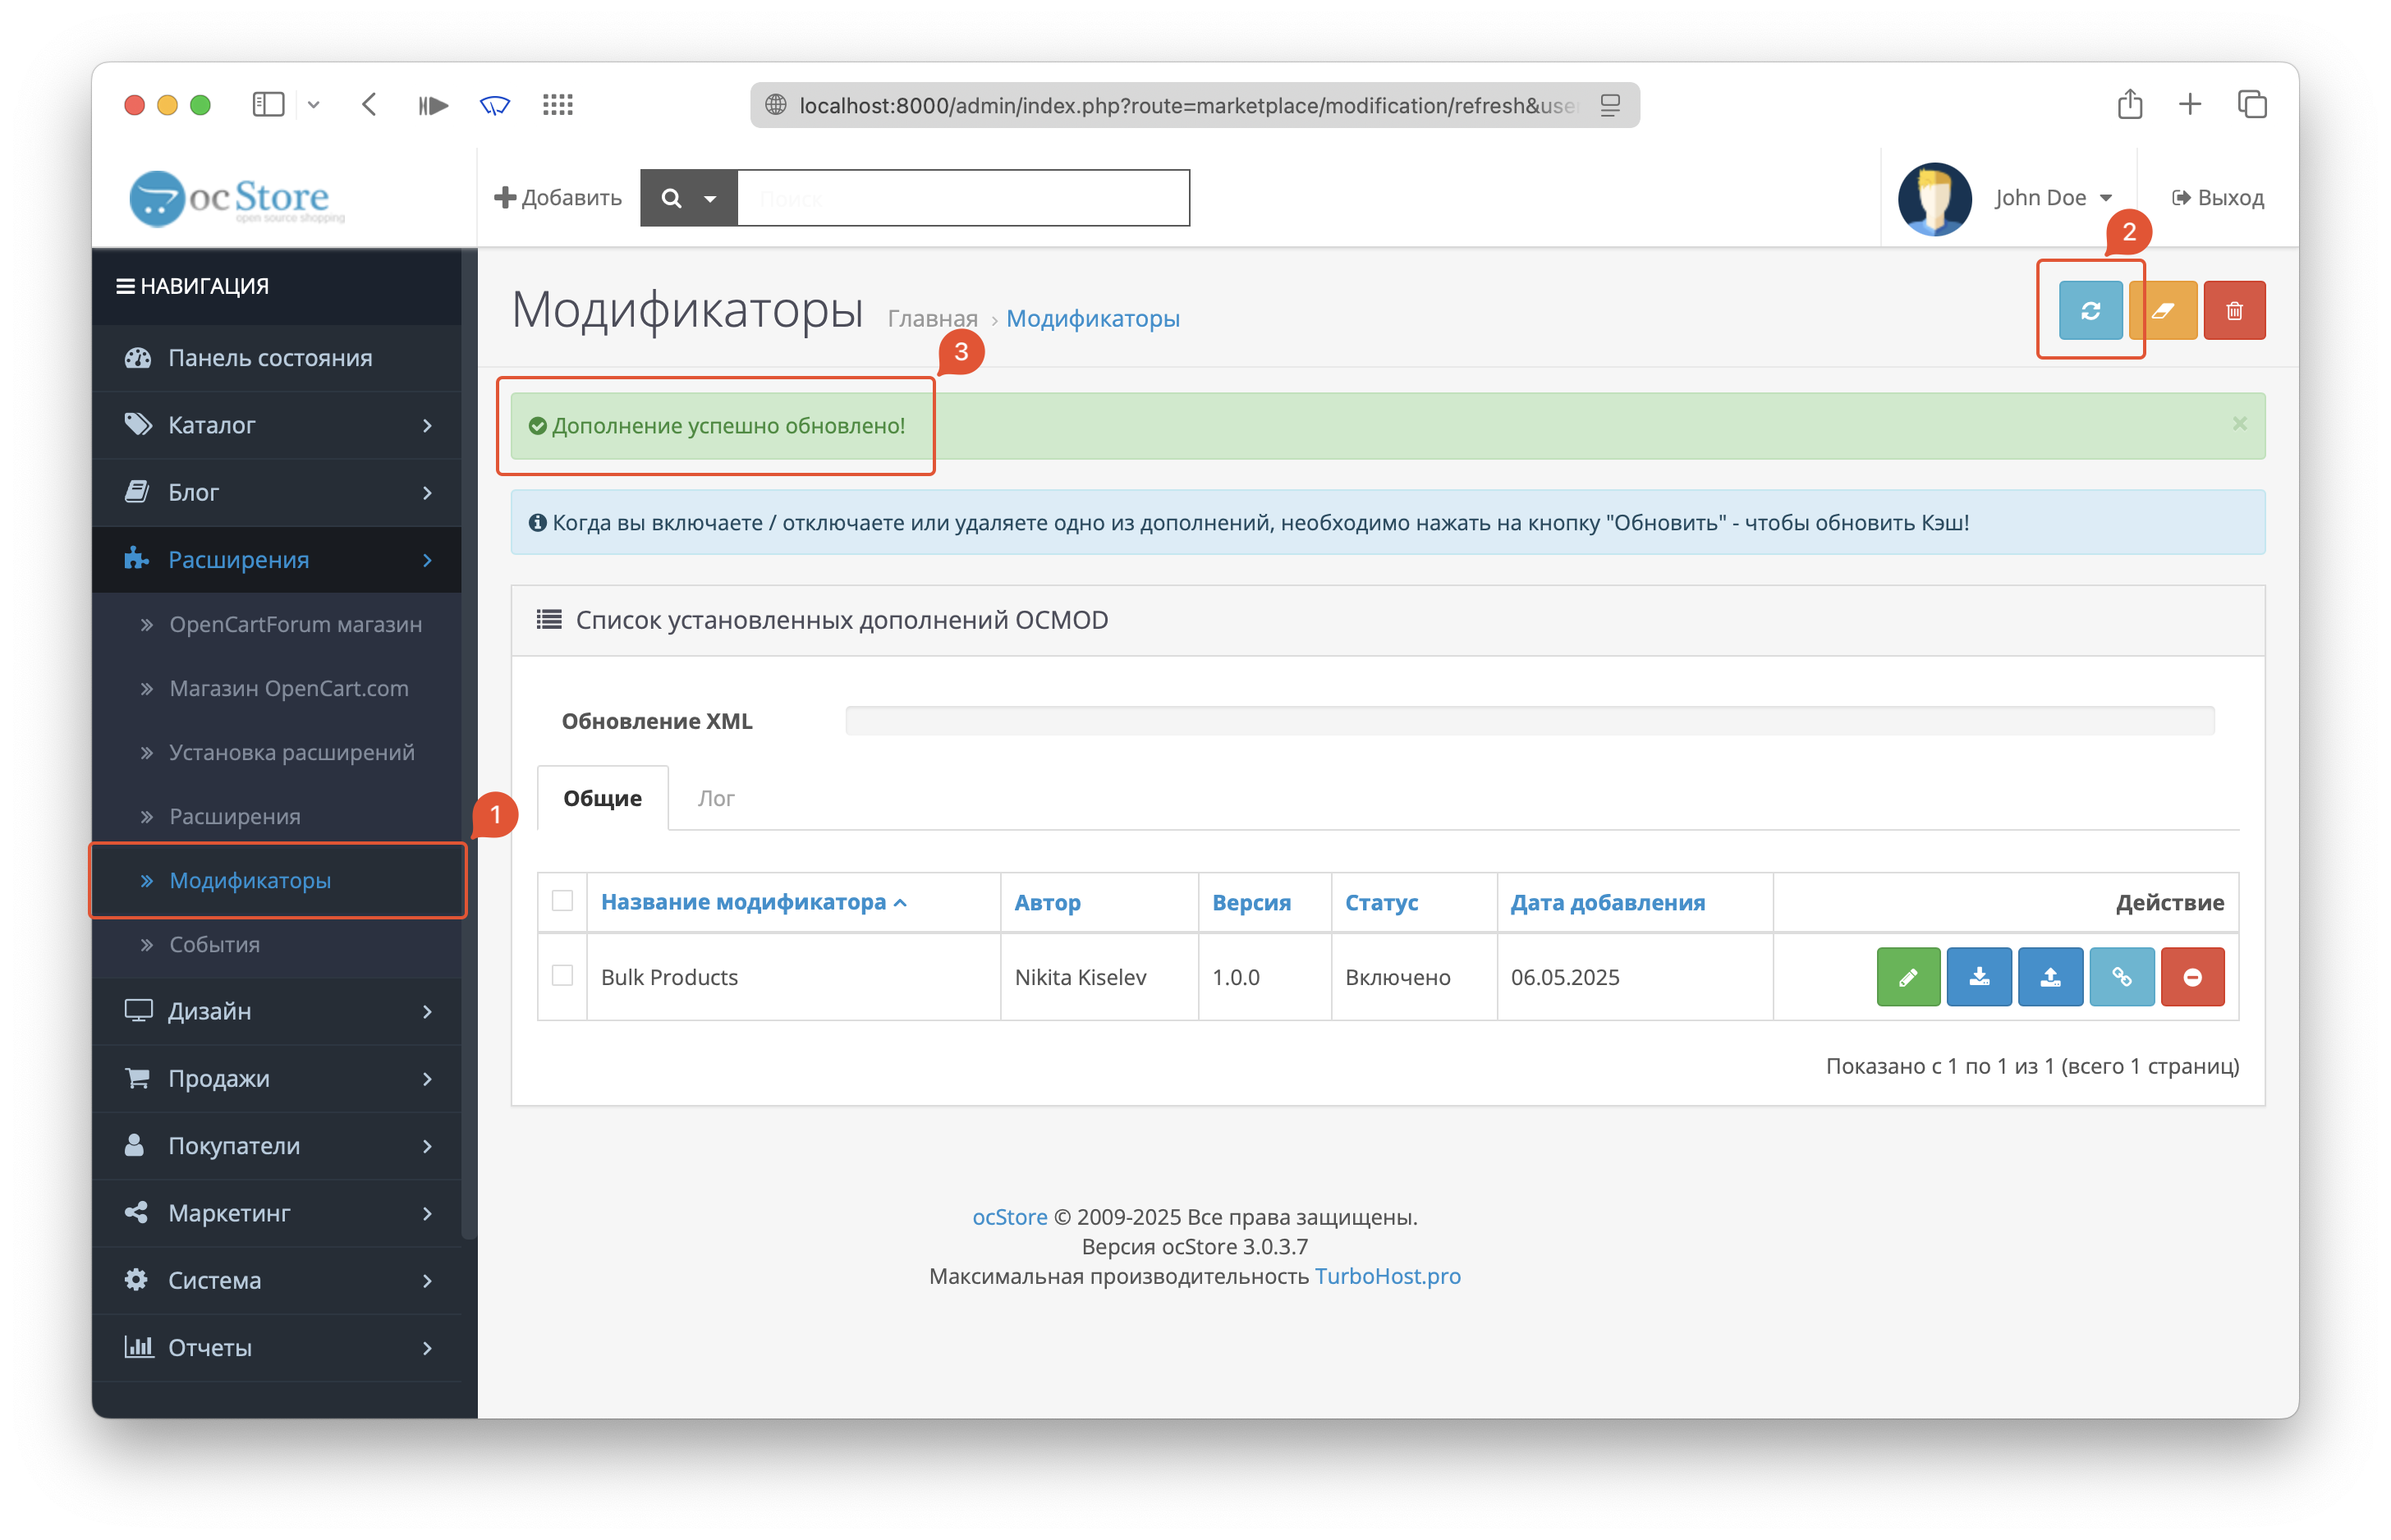 localhost:8000/admin/index.php?route=marketplace/modification/refresh&use
oc Store
open source shopping
Добавить
Поиск
John Doe
Выход
2
НАВИГАЦИЯ
Панель состояния
Каталог
Блог
Расширения
OpenCartForum магазин
Магазин OpenCart.com
Установка расширений
Расширения
1
Модификаторы
События
Дизайн
Продажи
Покупатели
Маркетинг
Система
Отчеты
Модификаторы
Главная › Модификаторы
3
Дополнение успешно обновлено!
×
Когда вы включаете / отключаете или удаляете одно из дополнений, необходимо нажать на кнопку "Обновить" - чтобы обновить Кэш!
Список установленных дополнений OCMOD
Обновление XML
Общие Лог
Название модификатора Автор Версия Статус Дата добавления Действие
Bulk Products Nikita Kiselev 1.0.0 Включено 06.05.2025
Показано с 1 по 1 из 1 (всего 1 страниц)
ocStore © 2009-2025 Все права защищены.
Версия ocStore 3.0.3.7
Максимальная производительность TurboHost.pro